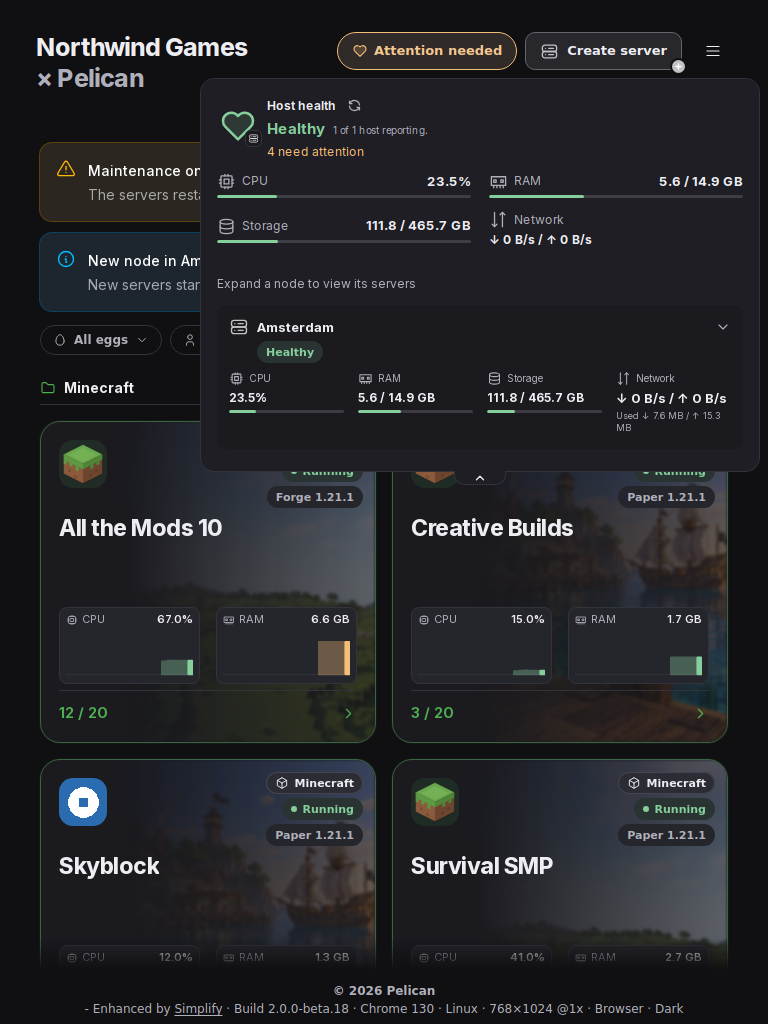 Northwind Games
× Pelican
Attention needed
Create server
Host health
Healthy 1 of 1 host reporting.
4 need attention
CPU 23.5%
RAM 5.6 / 14.9 GB
Storage 111.8 / 465.7 GB
Network
↓ 0 B/s / ↑ 0 B/s
Expand a node to view its servers
Amsterdam
Healthy
CPU
23.5%
RAM
5.6 / 14.9 GB
Storage
111.8 / 465.7 GB
Network
↓ 0 B/s / ↑ 0 B/s
Used ↓ 7.6 MB / ↑ 15.3
MB
Maintenance on
The servers resta
New node in Am
New servers star
All eggs
Minecraft
Running
Forge 1.21.1
All the Mods 10
CPU 67.0%
RAM 6.6 GB
12 / 20
Running
Paper 1.21.1
Creative Builds
CPU 15.0%
RAM 1.7 GB
3 / 20
Minecraft
Running
Paper 1.21.1
Skyblock
CPU 12.0%
RAM 1.3 GB
Minecraft
Running
Paper 1.21.1
Survival SMP
CPU 41.0%
RAM 2.7 GB
© 2026 Pelican
- Enhanced by Simplify · Build 2.0.0-beta.18 · Chrome 130 · Linux · 768×1024 @1x · Browser · Dark